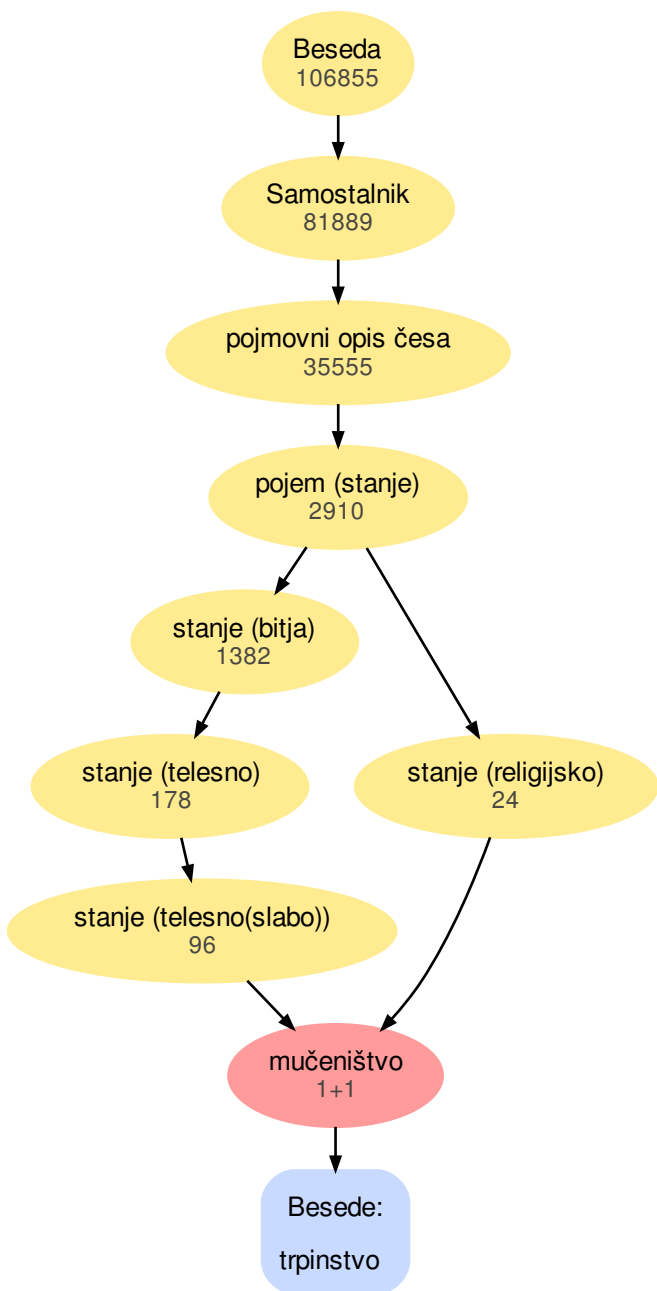 Beseda
106855
Samostalnik
81889
pojmovni opis česa
35555
pojem (stanje)
2910
stanje (bitja)
1382
stanje (telesno)
178
stanje (religijsko)
24
stanje (telesno(slabo))
96
mučeništvo
1+1
Besede:
trpinstvo